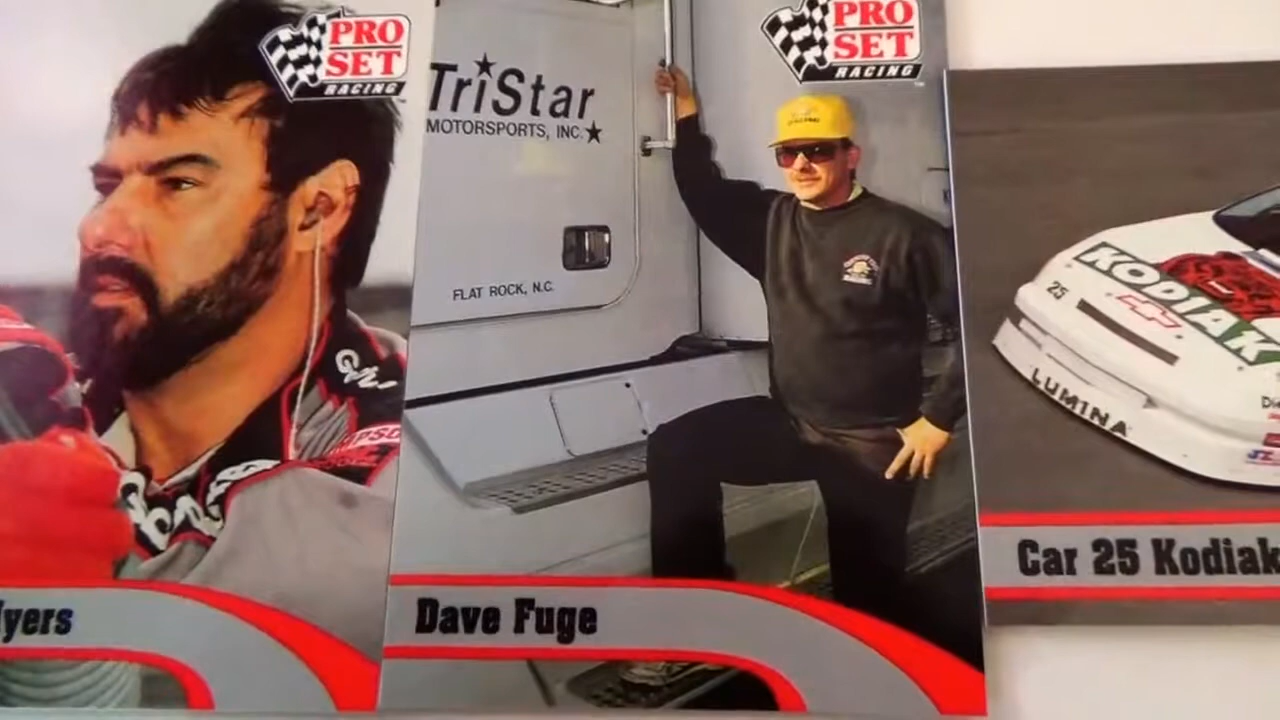 PRO
SET
RACING
lyers
TriStar
MOTORSPORTS, INC.
FLAT ROCK, N.C.
PRO
SET
RACING
Dave Fuge
25
KODIAK
LUMINA
Car 25 Kodiak